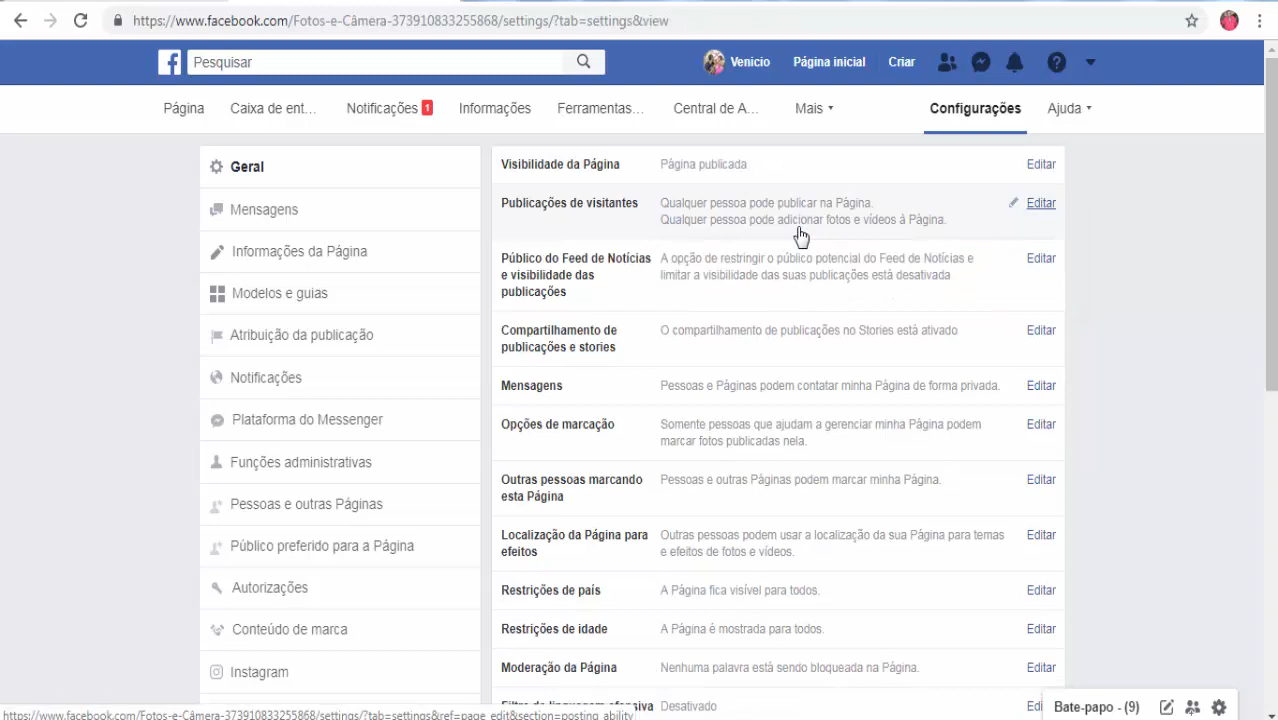 https://www.facebook.com/Fotos-e-Câmera-373910833255868/settings/?tab=settings&view
Pesquisar
Venicio
Página inicial
Criar
Página
Caixa de ent...
Notificações 1
Informações
Ferramentas...
Central de A...
Mais
Configurações
Ajuda
Geral
Mensagens
Informações da Página
Modelos e guias
Atribuição da publicação
Notificações
Plataforma do Messenger
Funções administrativas
Pessoas e outras Páginas
Público preferido para a Página
Autorizações
Conteúdo de marca
Instagram
Visibilidade da Página
Página publicada
Editar
Publicações de visitantes
Qualquer pessoa pode publicar na Página.
Qualquer pessoa pode adicionar fotos e vídeos à Página.
Editar
Público do Feed de Notícias
e visibilidade das
publicações
A opção de restringir o público potencial do Feed de Notícias e
limitar a visibilidade das suas publicações está desativada
Editar
Compartilhamento de
publicações e stories
O compartilhamento de publicações no Stories está ativado
Editar
Mensagens
Pessoas e Páginas podem contatar minha Página de forma privada.
Editar
Opções de marcação
Somente pessoas que ajudam a gerenciar minha Página podem
marcar fotos publicadas nela.
Editar
Outras pessoas marcando
esta Página
Pessoas e outras Páginas podem marcar minha Página.
Editar
Localização da Página para
efeitos
Outras pessoas podem usar a localização da sua Página para temas
e efeitos de fotos e vídeos.
Editar
Restrições de país
A Página fica visível para todos.
Editar
Restrições de idade
A Página é mostrada para todos.
Editar
Moderação da Página
Nenhuma palavra está sendo bloqueada na Página.
Editar
Filtro de linguagem ofensiva
Desativado
Bate-papo - (9)
https://www.facebook.com/Fotos-e-Câmera-373910833255868/settings/?tab=settings&ref=page_edit&section=posting_ability